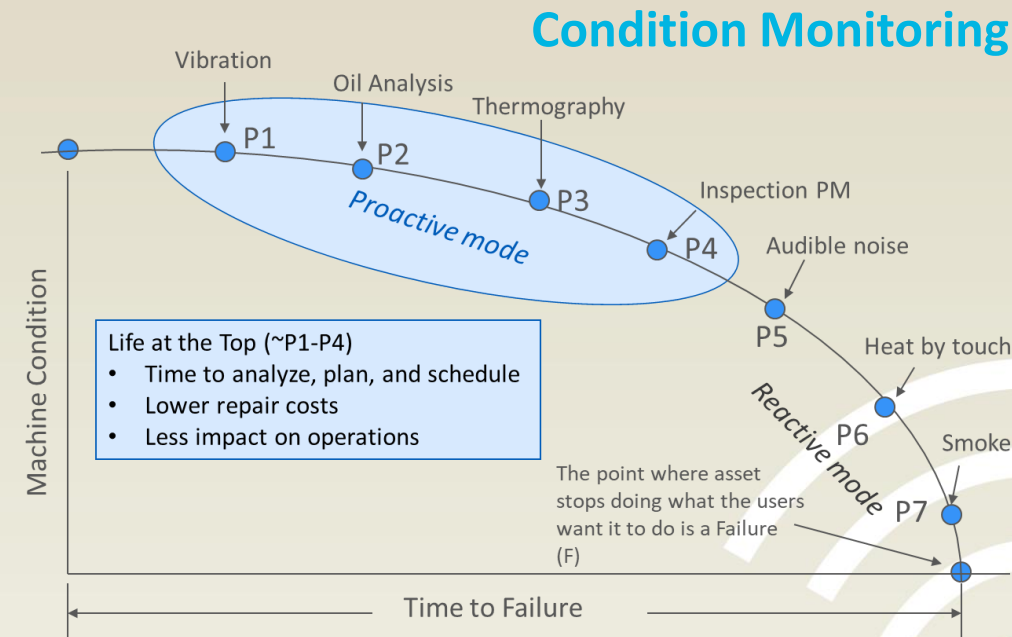 Condition Monitoring
Vibration
Oil Analysis
Thermography
P1
P2
P3
Inspection PM
Proactive mode
P4
Audible noise
P5
Heat by touch
Life at the Top (~P1-P4)
• Time to analyze, plan, and schedule
• Lower repair costs
• Less impact on operations
Machine Condition
Reactive mode
P6
Smoke
The point where asset
stops doing what the users
want it to do is a Failure
(F)
P7
Time to Failure